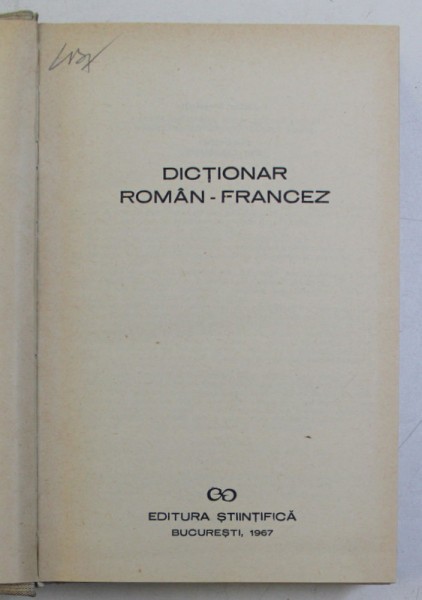 DICȚIONAR
ROMÂN - FRANCEZ
EDITURA ȘTIINȚIFICĂ
BUCUREȘTI, 1967